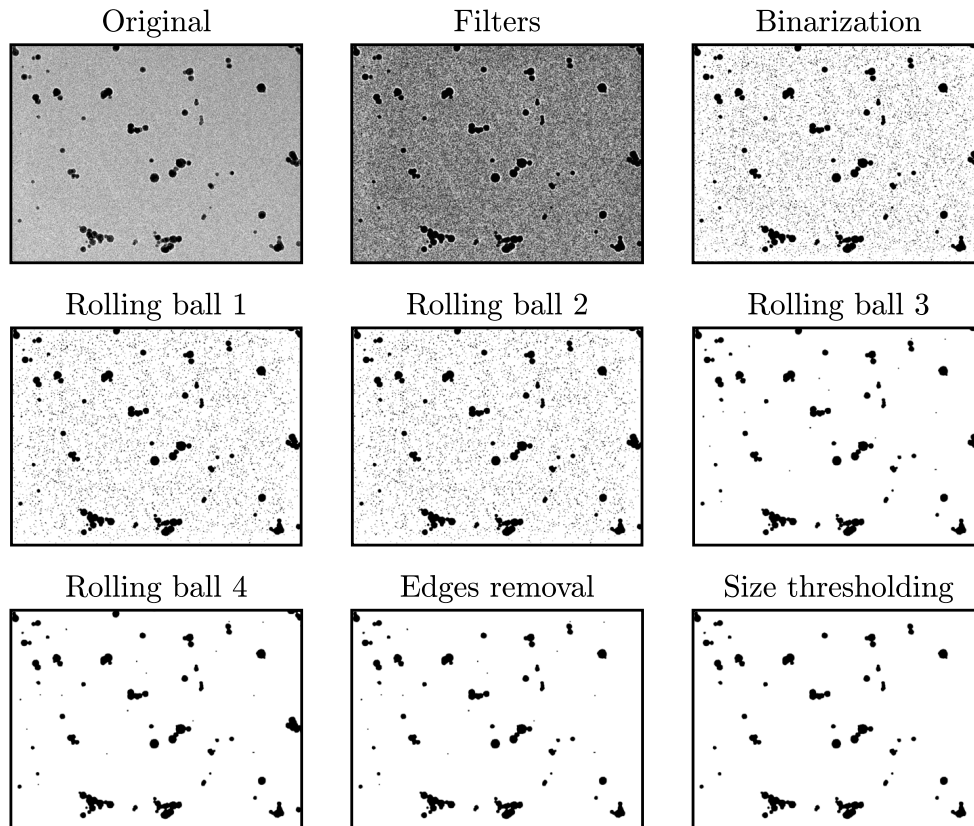 Original Filters Binarization
Rolling ball 1 Rolling ball 2 Rolling ball 3
Rolling ball 4 Edges removal Size thresholding